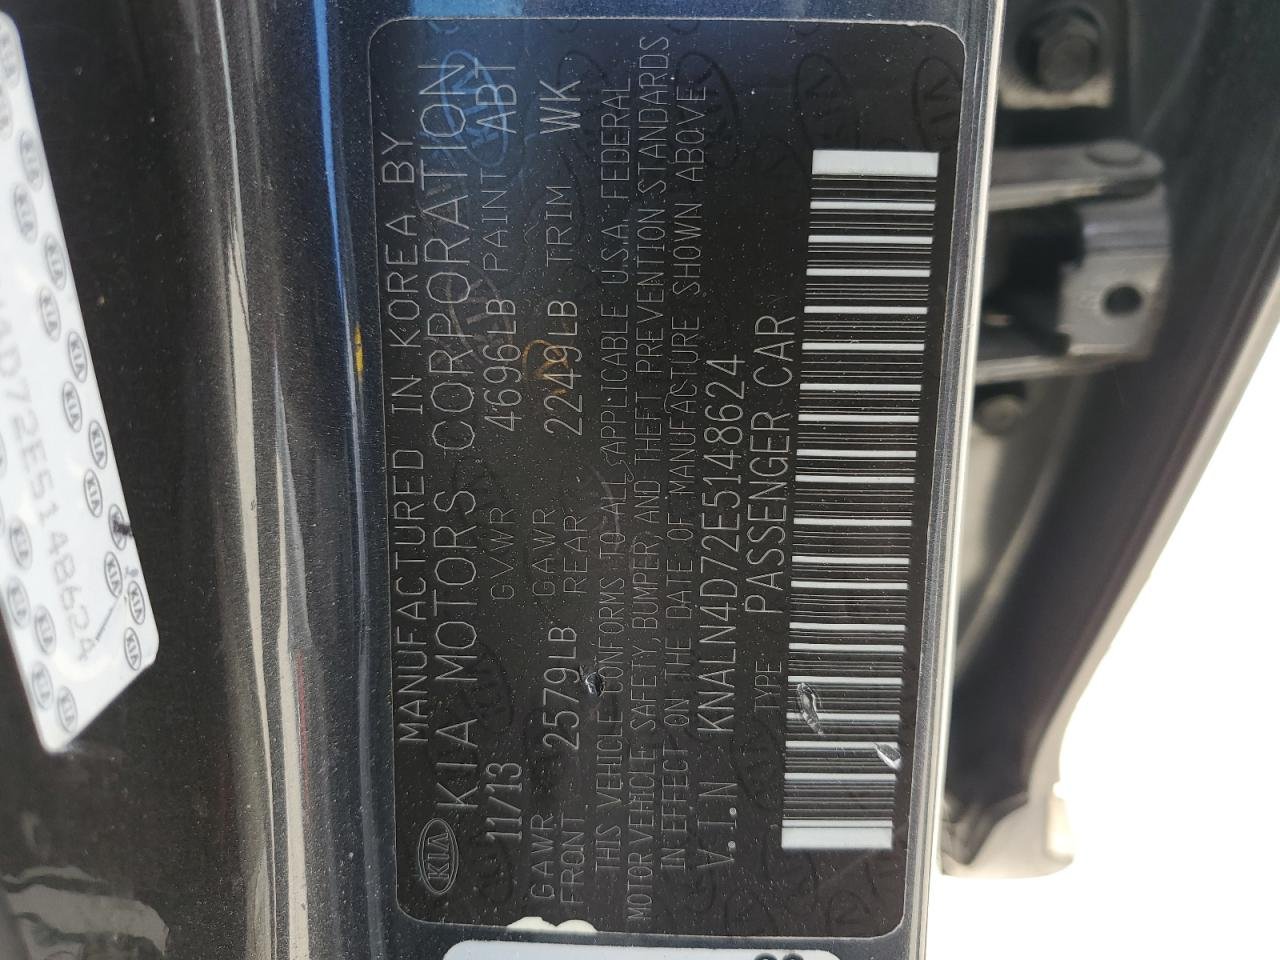 MANUFACTURED IN KOREA BY
KIA KIA MOTORS CORPORATION
11/13 GVWR 4696LB PAINT ABT
GAWR FRONT 2579LB GAWR REAR 2249LB TRIM WK
THIS VEHICLE CONFORMS TO ALL APPLICABLE U.S.A. FEDERAL
MOTOR VEHICLE SAFETY, BUMPER, AND THEFT PREVENTION STANDARDS
IN EFFECT ON THE DATE OF MANUFACTURE SHOWN ABOVE
V.I.N KNALN4D72E5148624
TYPE PASSENGER CAR
4D72E5148624